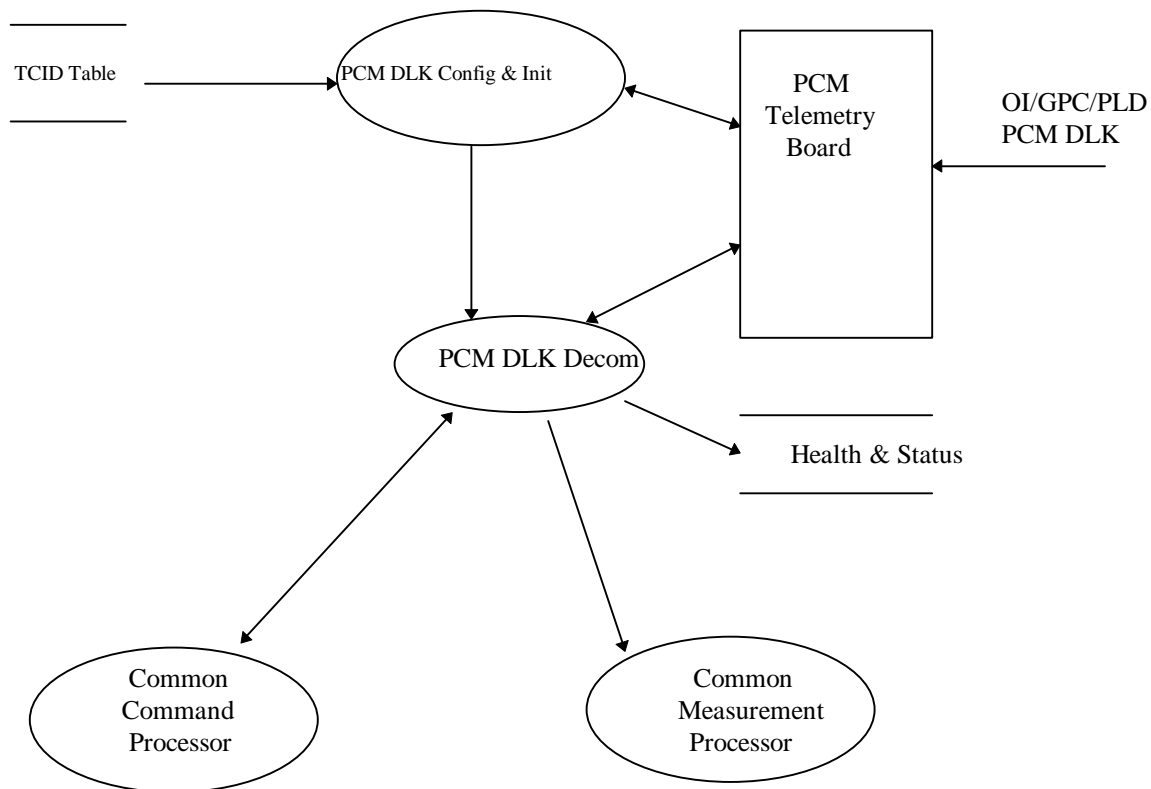 TCID Table
PCM DLK Config & Init
PCM
Telemetry
Board
OI/GPC/PLD
PCM DLK
PCM DLK Decom
Health & Status
Common
Command
Processor
Common
Measurement
Processor